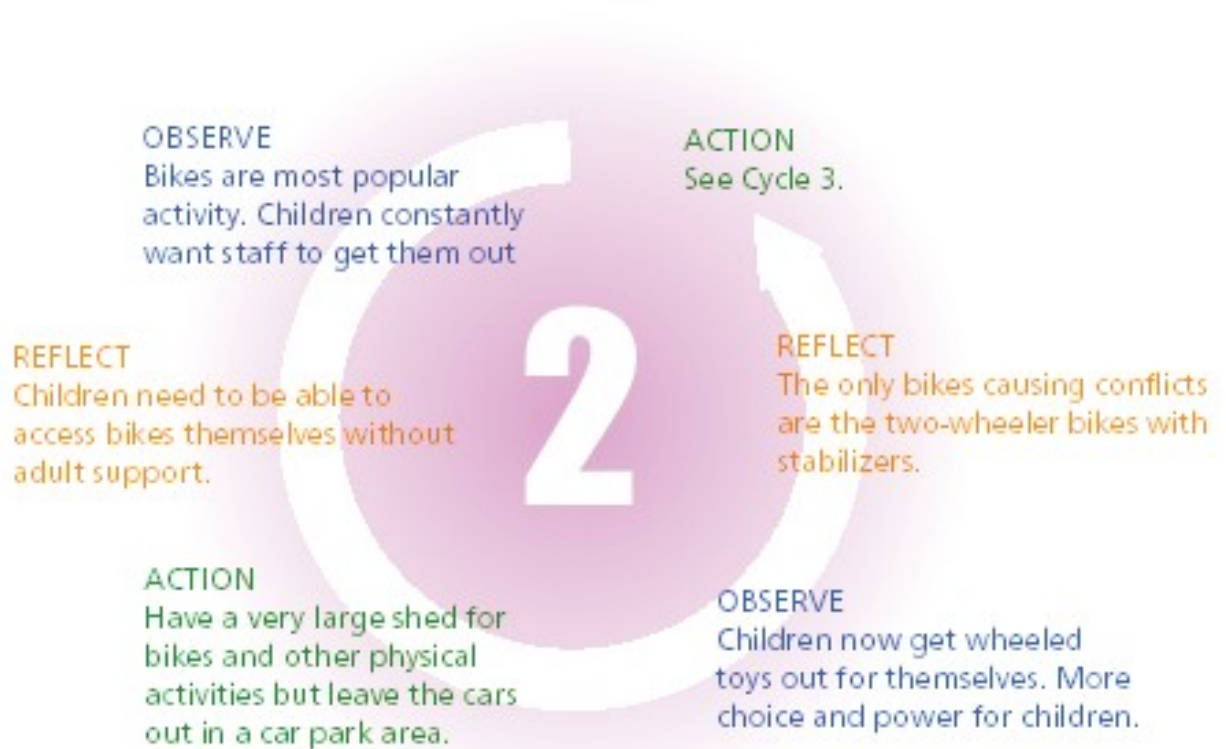 OBSERVE
Bikes are most popular
activity. Children constantly
want staff to get them out
REFLECT
Children need to be able to
access bikes themselves without
adult support.
ACTION
Have a very large shed for
bikes and other physical
activities but leave the cars
out in a car park area.
2
OBSERVE
Children now get wheeled
toys out for themselves. More
choice and power for children.
REFLECT
The only bikes causing conflicts
are the two-wheeler bikes with
stabilizers.
ACTION
See Cycle 3.